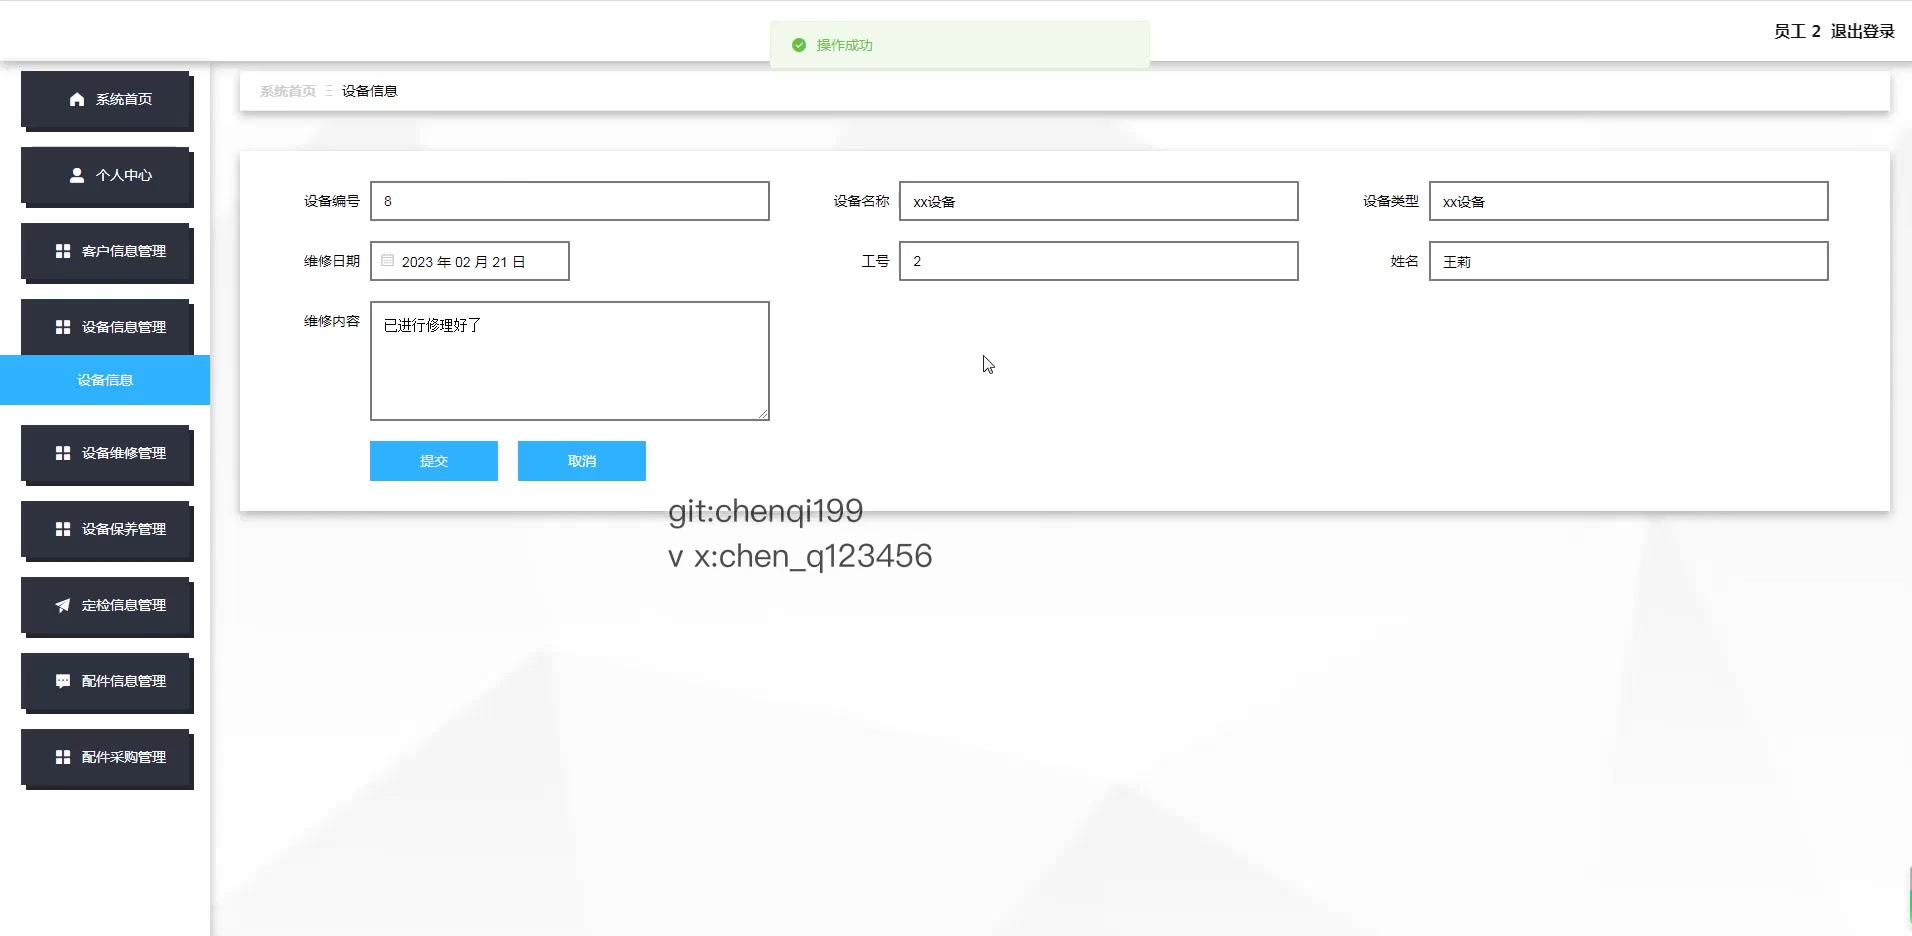 操作成功
员工 2 退出登录
系统首页
个人中心
客户信息管理
设备信息管理
设备信息
设备维修管理
设备保养管理
定检信息管理
配件信息管理
配件采购管理
系统首页 设备信息
设备编号 8 设备名称 xx设备 设备类型 xx设备
维修日期 2023 年 02 月 21 日 工号 2 姓名 王莉
维修内容 已进行修理好了
提交 取消
git:chenqi199
v x:chen_q123456